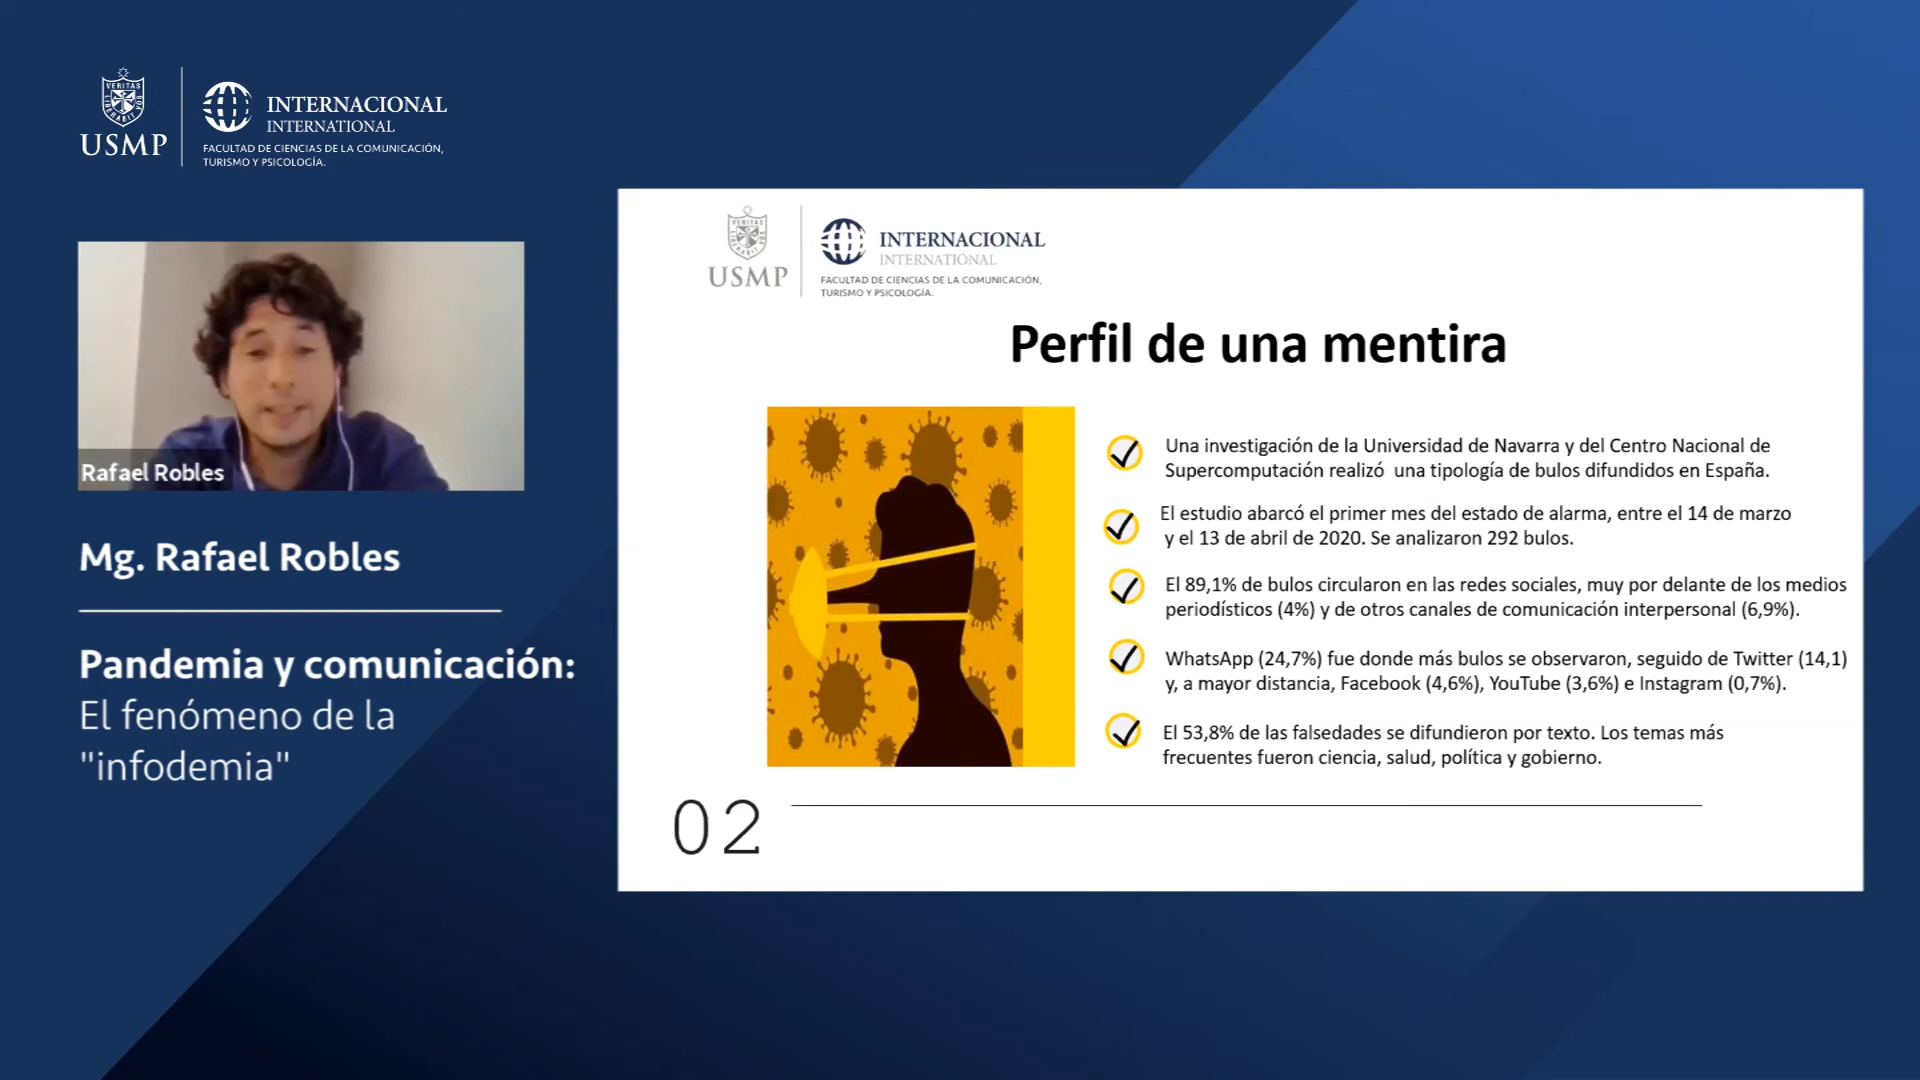 VERITAS
LIBERABIT VOS
USMP
INTERNACIONAL
INTERNATIONAL
FACULTAD DE CIENCIAS DE LA COMUNICACIÓN,
TURISMO Y PSICOLOGÍA.
Rafael Robles
Mg. Rafael Robles
Pandemia y comunicación:
El fenómeno de la
"infodemia"
VERITAS
LIBERABIT VOS
USMP
INTERNACIONAL
INTERNATIONAL
FACULTAD DE CIENCIAS DE LA COMUNICACIÓN,
TURISMO Y PSICOLOGÍA.
Perfil de una mentira
Una investigación de la Universidad de Navarra y del Centro Nacional de
Supercomputación realizó una tipología de bulos difundidos en España.
El estudio abarcó el primer mes del estado de alarma, entre el 14 de marzo
y el 13 de abril de 2020. Se analizaron 292 bulos.
El 89,1% de bulos circularon en las redes sociales, muy por delante de los medios
periodísticos (4%) y de otros canales de comunicación interpersonal (6,9%).
WhatsApp (24,7%) fue donde más bulos se observaron, seguido de Twitter (14,1)
y, a mayor distancia, Facebook (4,6%), YouTube (3,6%) e Instagram (0,7%).
El 53,8% de las falsedades se difundieron por texto. Los temas más
frecuentes fueron ciencia, salud, política y gobierno.
02